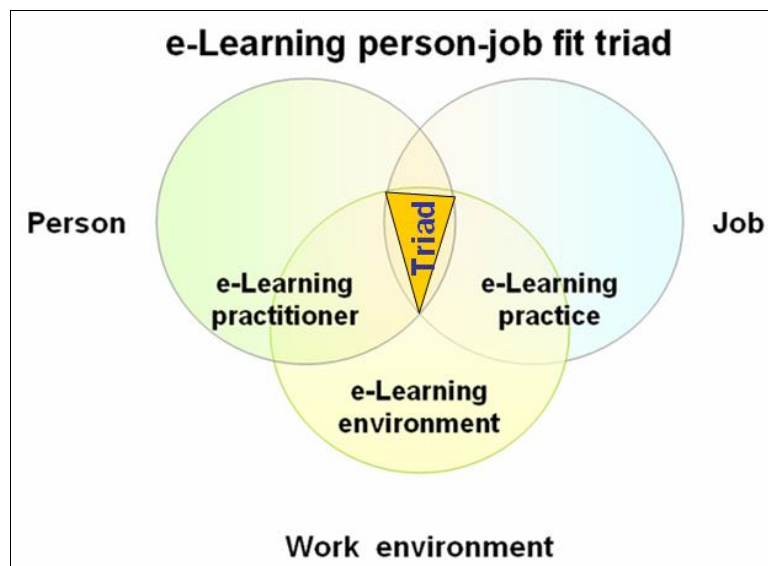 e-Learning person-job fit triad
Person
Job
Triad
e-Learning
practitioner
e-Learning
practice
e-Learning
environment
Work environment